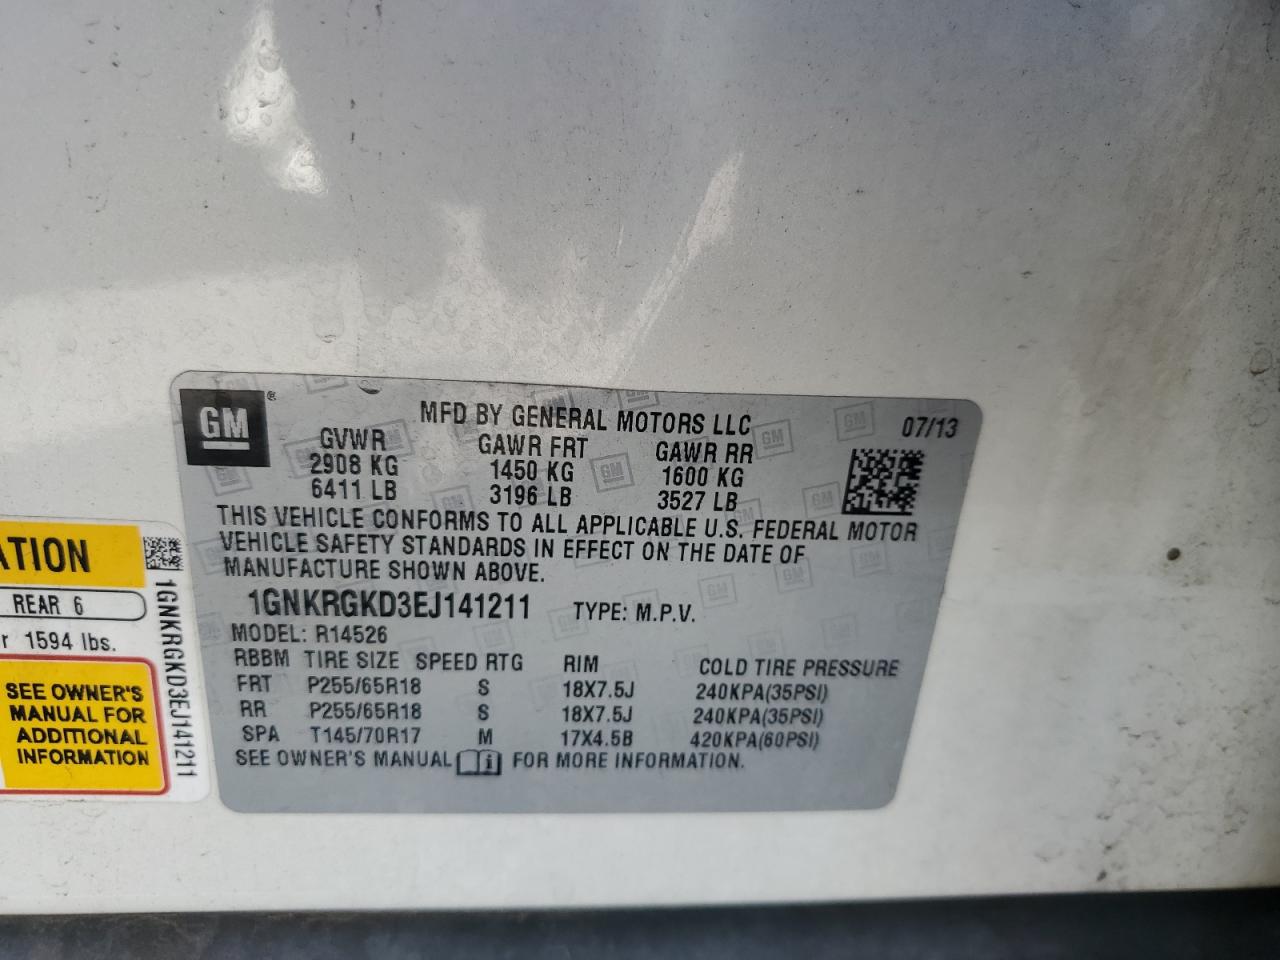 GM ®
MFD BY GENERAL MOTORS LLC 07/13
GVWR GAWR FRT GAWR RR
2908 KG 1450 KG 1600 KG
6411 LB 3196 LB 3527 LB
THIS VEHICLE CONFORMS TO ALL APPLICABLE U.S. FEDERAL MOTOR
VEHICLE SAFETY STANDARDS IN EFFECT ON THE DATE OF
MANUFACTURE SHOWN ABOVE.
1GNKRGKD3EJ141211 TYPE: M.P.V.
MODEL: R14526
RBBM TIRE SIZE SPEED RTG RIM COLD TIRE PRESSURE
FRT P255/65R18 S 18X7.5J 240KPA(35PSI)
RR P255/65R18 S 18X7.5J 240KPA(35PSI)
SPA T145/70R17 M 17X4.5B 420KPA(60PSI)
SEE OWNER'S MANUAL i FOR MORE INFORMATION.
ATION
REAR 6
r 1594 lbs.
SEE OWNER'S
MANUAL FOR
ADDITIONAL
INFORMATION
1GNKRGKD3EJ141211